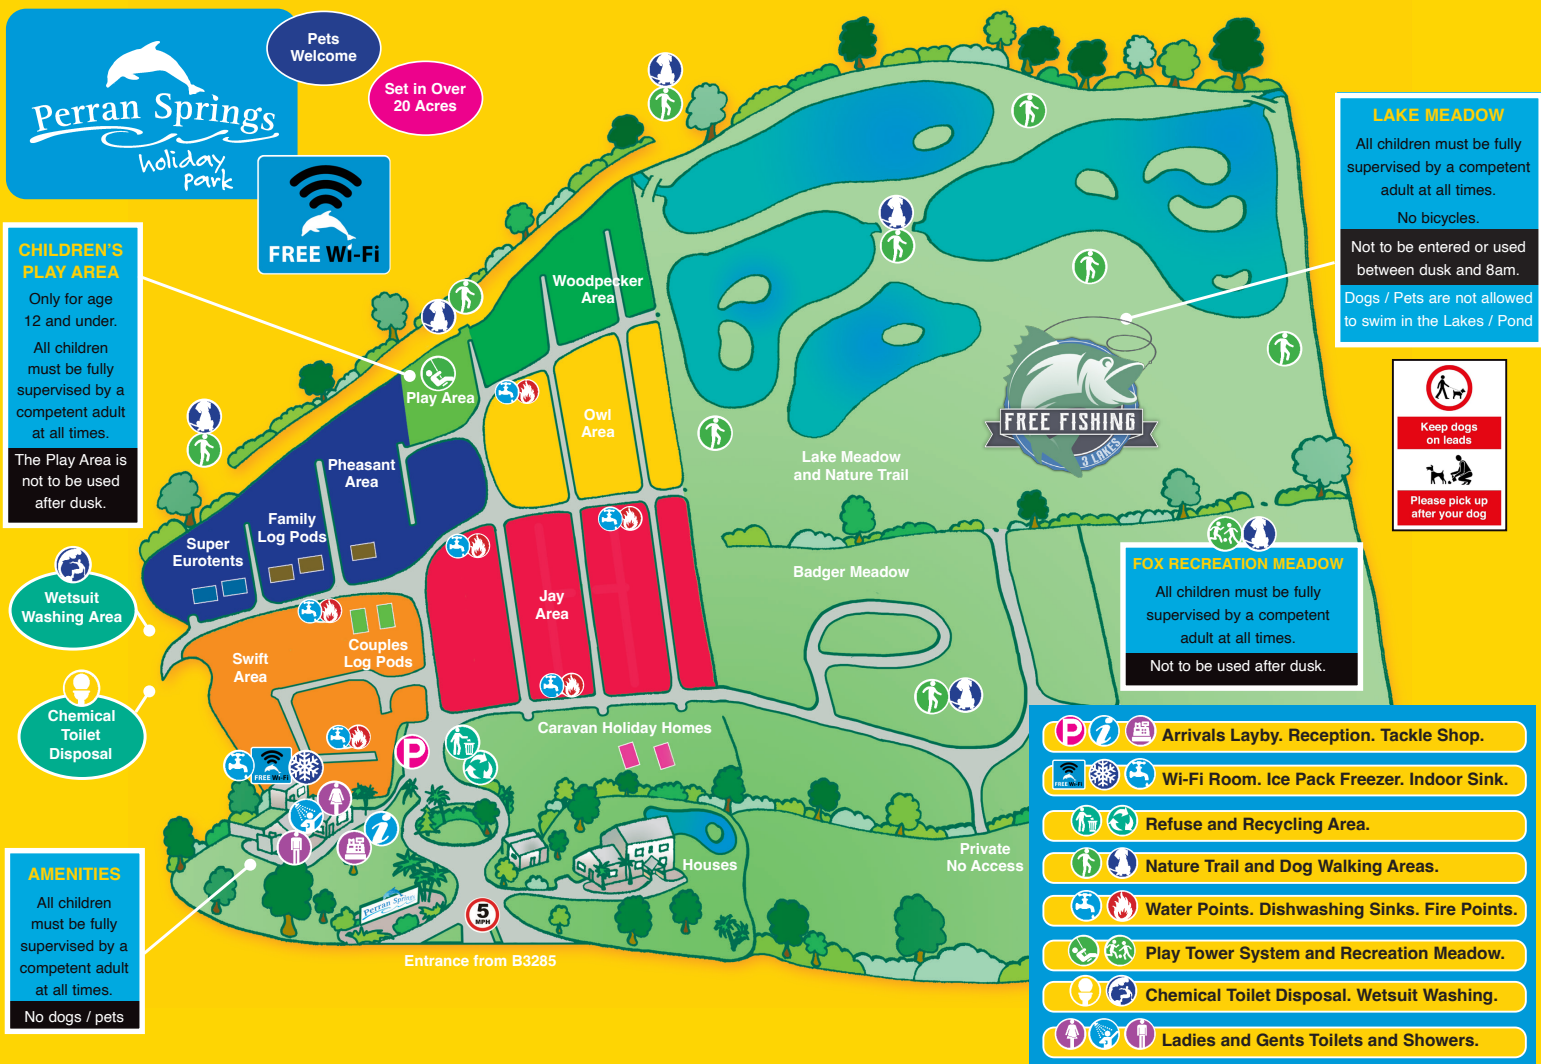 Perran Springs
holiday
park
Pets
Welcome
Set in Over
20 Acres
FREE Wi-Fi
CHILDREN'S
PLAY AREA
Only for age
12 and under.
All children
must be fully
supervised by a
competent adult
at all times.
The Play Area is
not to be used
after dusk.
Wetsuit
Washing Area
Chemical
Toilet
Disposal
AMENITIES
All children
must be fully
supervised by a
competent adult
at all times.
No dogs / pets
Woodpecker
Area
Play Area
Owl
Area
Pheasant
Area
Family
Log Pods
Super
Eurotents
Jay
Area
Couples
Log Pods
Swift
Area
Caravan Holiday Homes
P
FREE Wi-Fi
i
Perran Springs
5
MPH
Entrance from B3285
Houses
Private
No Access
Badger Meadow
Lake Meadow
and Nature Trail
FREE FISHING
3 LAKES
LAKE MEADOW
All children must be fully
supervised by a competent
adult at all times.
No bicycles.
Not to be entered or used
between dusk and 8am.
Dogs / Pets are not allowed
to swim in the Lakes / Pond
Keep dogs
on leads
Please pick up
after your dog
FOX RECREATION MEADOW
All children must be fully
supervised by a competent
adult at all times.
Not to be used after dusk.
P i Arrivals Layby. Reception. Tackle Shop.
FREE Wi-Fi Wi-Fi Room. Ice Pack Freezer. Indoor Sink.
Refuse and Recycling Area.
Nature Trail and Dog Walking Areas.
Water Points. Dishwashing Sinks. Fire Points.
Play Tower System and Recreation Meadow.
Chemical Toilet Disposal. Wetsuit Washing.
Ladies and Gents Toilets and Showers.